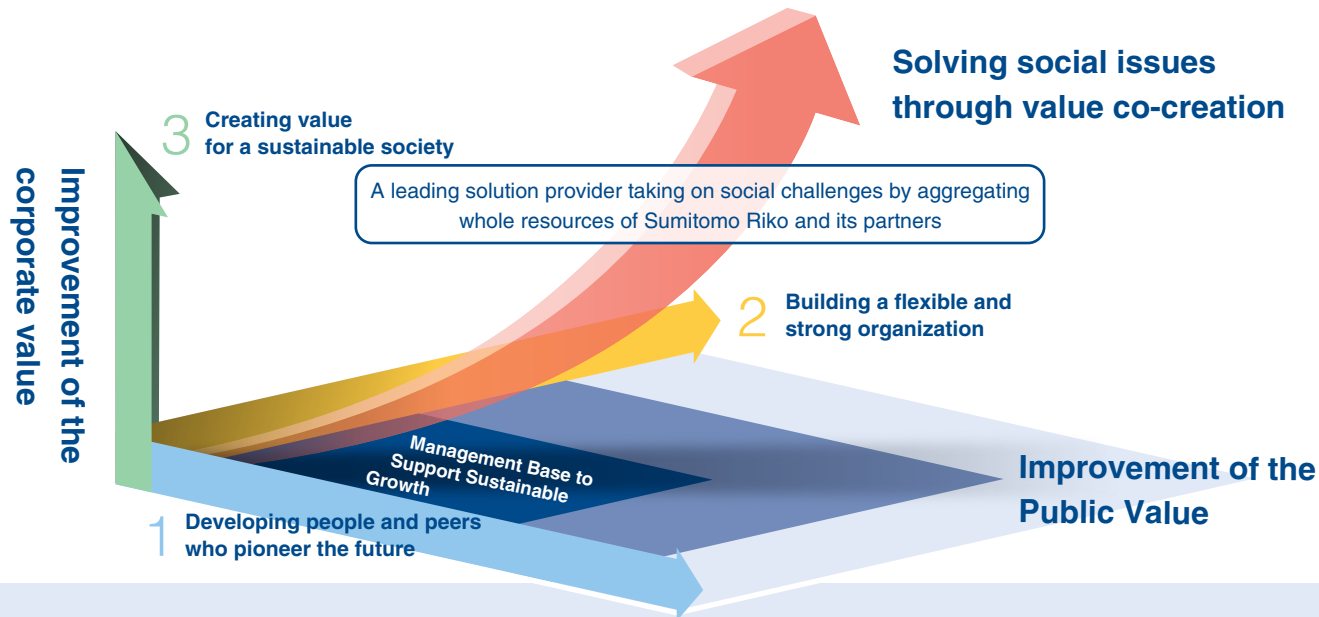 Solving social issues
through value co-creation
3
Creating value
for a sustainable society
Improvement of the
corporate value
A leading solution provider taking on social challenges by aggregating
whole resources of Sumitomo Riko and its partners
2
Building a flexible and
strong organization
Management Base to
Support Sustainable
Growth
Improvement of the
Public Value
1
Developing people and peers
who pioneer the future